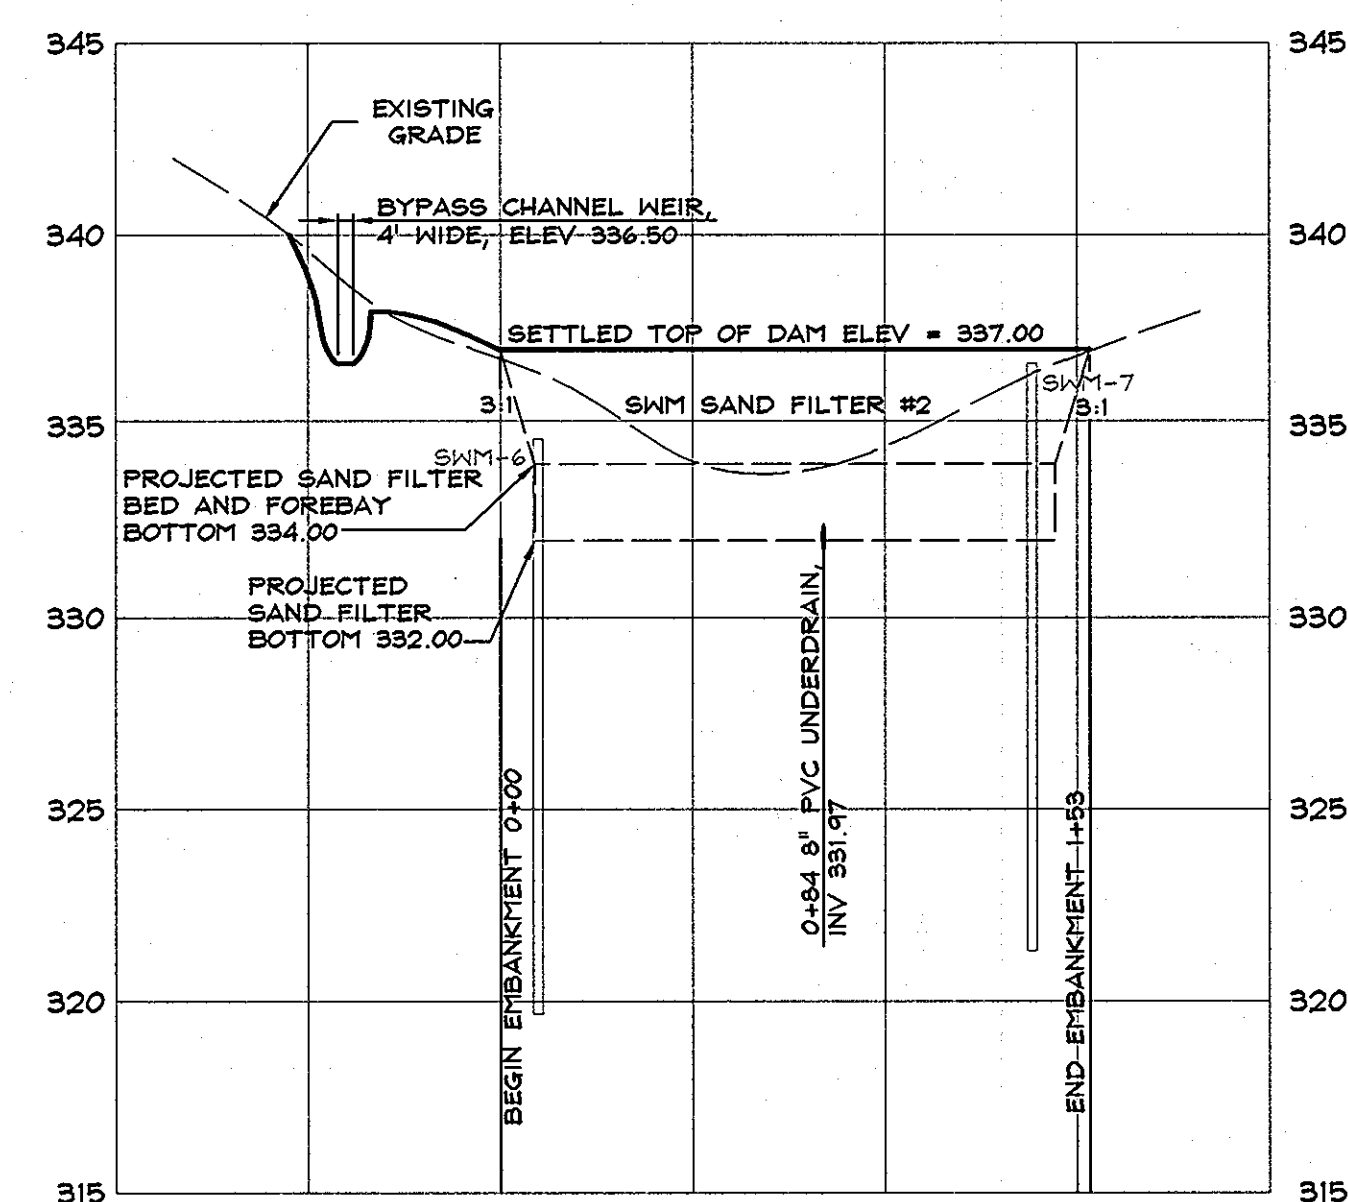 345
345
EXISTING
GRADE
BYPASS CHANNEL WEIR,
4' WIDE, ELEV 336.50
340
340
SETTLED TOP OF DAM ELEV = 337.00
SWM-7
3:1
SWM SAND FILTER #2
3:1
335
335
SWM-6
PROJECTED SAND FILTER
BED AND FOREBAY
BOTTOM 334.00
PROJECTED
SAND FILTER
BOTTOM 332.00
330
330
325
325
BEGIN EMBANKMENT 0+00
0+84 8" PVC UNDERDRAIN,
INV 331.97
END EMBANKMENT 1+53
320
320
315
315